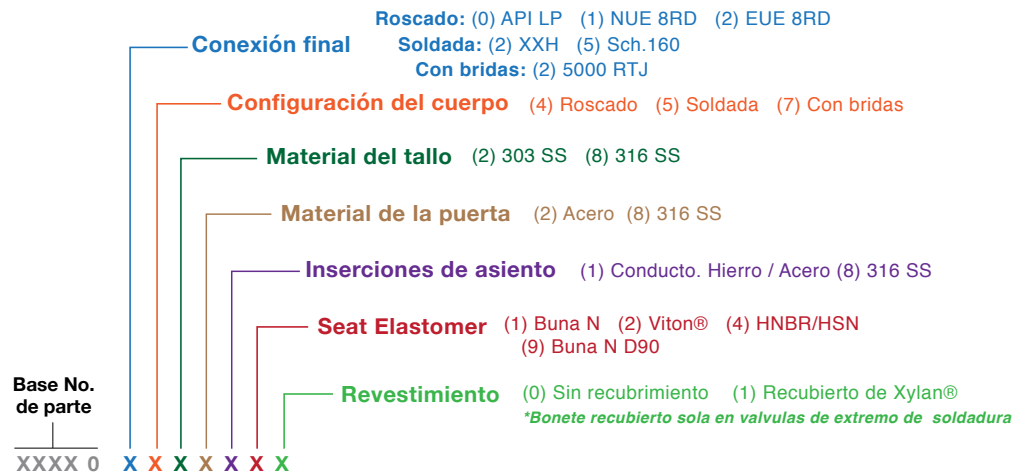 Roscado: (0) API LP (1) NUE 8RD (2) EUE 8RD
Conexión final Soldada: (2) XXH (5) Sch.160
Con bridas: (2) 5000 RTJ
Configuración del cuerpo (4) Roscado (5) Soldada (7) Con bridas
Material del tallo (2) 303 SS (8) 316 SS
Material de la puerta (2) Acero (8) 316 SS
Inserciones de asiento (1) Conducto. Hierro / Acero (8) 316 SS
Seat Elastomer (1) Buna N (2) Viton® (4) HNBR/HSN
(9) Buna N D90
Revestimiento (0) Sin recubrimiento (1) Recubierto de Xylan®
*Bonete recubierto sola en valvulas de extremo de soldadura
Base No.
de parte
XXXX 0 X X X X X X X